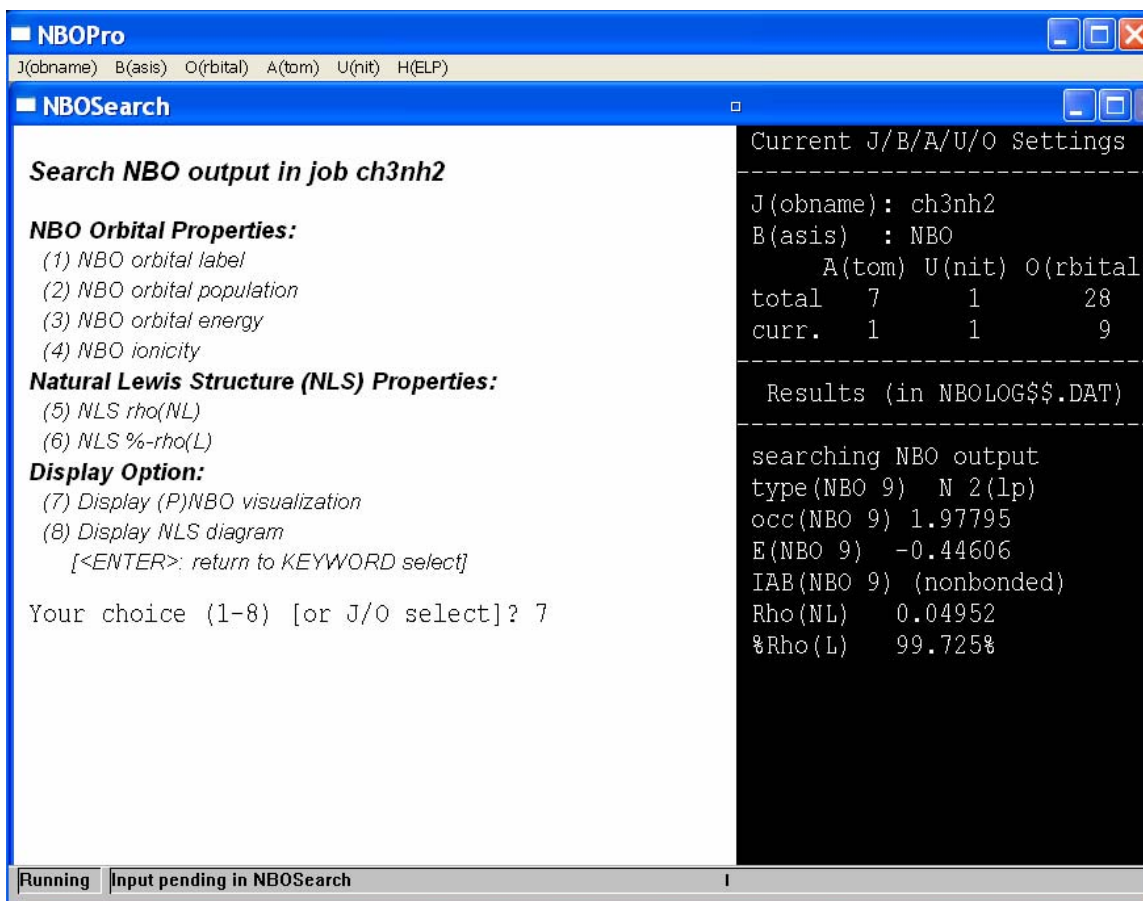 NBOPro
J(obname) B(asis) O(rbital) A(tom) U(nit) H(ELP)
NBOSearch
Search NBO output in job ch3nh2
NBO Orbital Properties:
(1) NBO orbital label
(2) NBO orbital population
(3) NBO orbital energy
(4) NBO ionicity
Natural Lewis Structure (NLS) Properties:
(5) NLS rho(NL)
(6) NLS %-rho(L)
Display Option:
(7) Display (P)NBO visualization
(8) Display NLS diagram
[<ENTER>: return to KEYWORD select]
Your choice (1-8) [or J/O select]? 7
Current J/B/A/U/O Settings
----------------------------
J(obname): ch3nh2
B(asis) : NBO
A(tom) U(nit) O(rbital
total 7 1 28
curr. 1 1 9
----------------------------
Results (in NBOLOG$$.DAT)
----------------------------
searching NBO output
type(NBO 9) N 2(lp)
occ(NBO 9) 1.97795
E(NBO 9) -0.44606
IAB(NBO 9) (nonbonded)
Rho(NL) 0.04952
%Rho(L) 99.725%
Running Input pending in NBOSearch